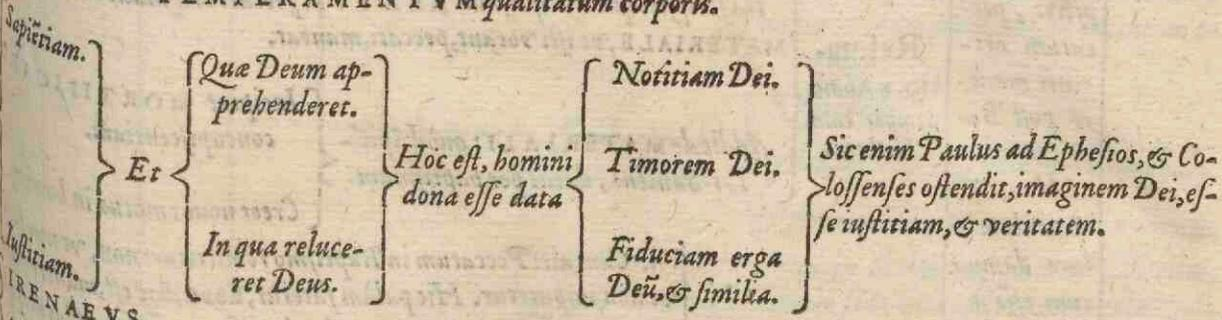 TEMPERAMENTVM qualitatum corporis.
Sapiẽtiam.
Iustitiam.
Et
Quæ Deum ap-
prehenderet.
In qua reluce-
ret Deus.
Hoc est, homini
dona esse data
Notitiam Dei.
Timorem Dei.
Fiduciam erga
Deũ, & similia.
Sic enim Paulus ad Ephesios, & Co-
lossenses ostendit, imaginem Dei, es-
se iustitiam, & veritatem.
IRENAEVS